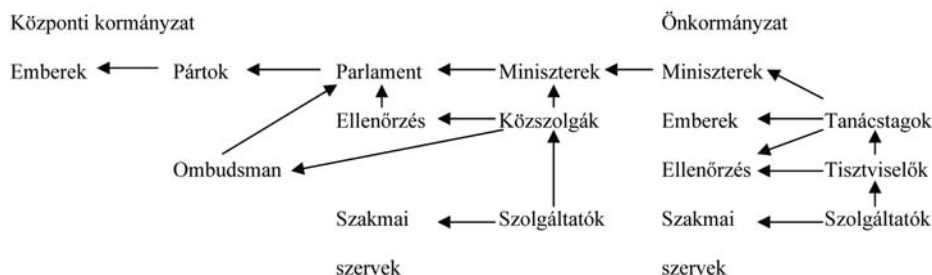 Központi kormányzat Önkormányzat
Emberek Pártok Parlament Miniszterek Miniszterek
Ellenőrzés Közszolgák Emberek Tanácstagok
Ombudsman Ellenőrzés Tisztviselők
Szakmai Szolgáltatók Szakmai Szolgáltatók
szervek szervek